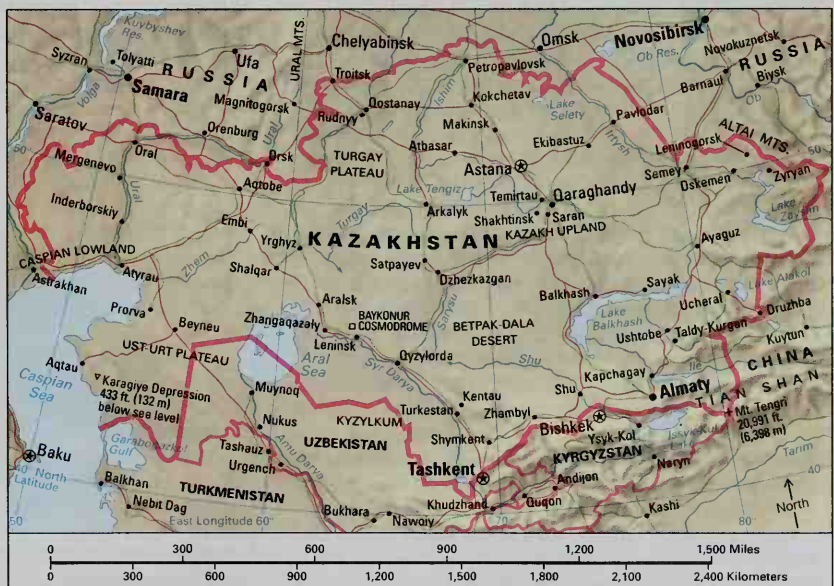 Kuybyshev
Res.
Chelyabinsk
Omsk
Novosibirsk
Novokuznetsk
Syzran
Tolyatti
Ufa
URAL MTS.
Ob Res.
RUSSIA
Petropavlovsk
RUSSIA
Volga
Samara
Troitsk
Ishim
Kokchetav
Barnaul
Biysk
Magnitogorsk
Qostanay
Ob
Saratov
Rudnyy
Makinsk
Lake
Selety
Pavlodar
Orenburg
Ural
Irtysh
Leninogorsk
ALTAI MTS.
50
Oral
Orsk
TURGAY
PLATEAU
Atbasar
Ekibastuz
50
Mergenevo
Astana
Semey
Oskemen
Zyryan
Aqtobe
Lake Tengiz
Temirtau
Qaraghandy
Ural
Inderborskiy
Turgay
Arkalyk
Shakhtinsk
Saran
Lake
Zaysan
Embi
KAZAKHSTAN
KAZAKH UPLAND
CASPIAN LOWLAND
Yrghyz
Ayaguz
Zhem
Satpayev
Astrakhan
Atyrau
Shalqar
Dzhezkazgan
Sayak
Lake Alakol
Sarysu
Balkhash
Ucheral
Prorva
Aralsk
Lake
Balkhash
Druzhba
Zhangaqazaly
BAYKONUR
COSMODROME
BETPAK-DALA
DESERT
Beyneu
Ushtobe
Taldy-Kurgan
Kuytun
Leninsk
UST-URT PLATEAU
Aral
Sea
Syr Darya
Qyzylorda
Shu
CHINA
Aqtau
Kapchagay
Ile
Caspian
Sea
Karagiye Depression
433 ft. (132 m)
below see level
Muynoq
Kentau
Shu
Almaty
TIAN SHAN
Turkestan
Zhambyl
Mt. Tengri
20,991 ft.
(6,398 m)
Nukus
KYZYLKUM
Bishkek
Ysyk-Kol
Issyk-Kul
Garabogazkol
Gulf
UZBEKISTAN
Shymkent
Baku
Tashauz
Amu Darya
KYRGYZSTAN
40 North
Latitude
Urgench
Tashkent
Naryn
Tarim
40
Balkhan
TURKMENISTAN
Andijon
Nebit Dag
Bukhara
Khudzhand
Quqon
Kashi
50
East Longitude 60
Nawoiy
70
80
North
0
300
600
900
1,200
1,500 Miles
0
300
600
900
1,200
1,500
1,800
2,100
2,400 Kilometers